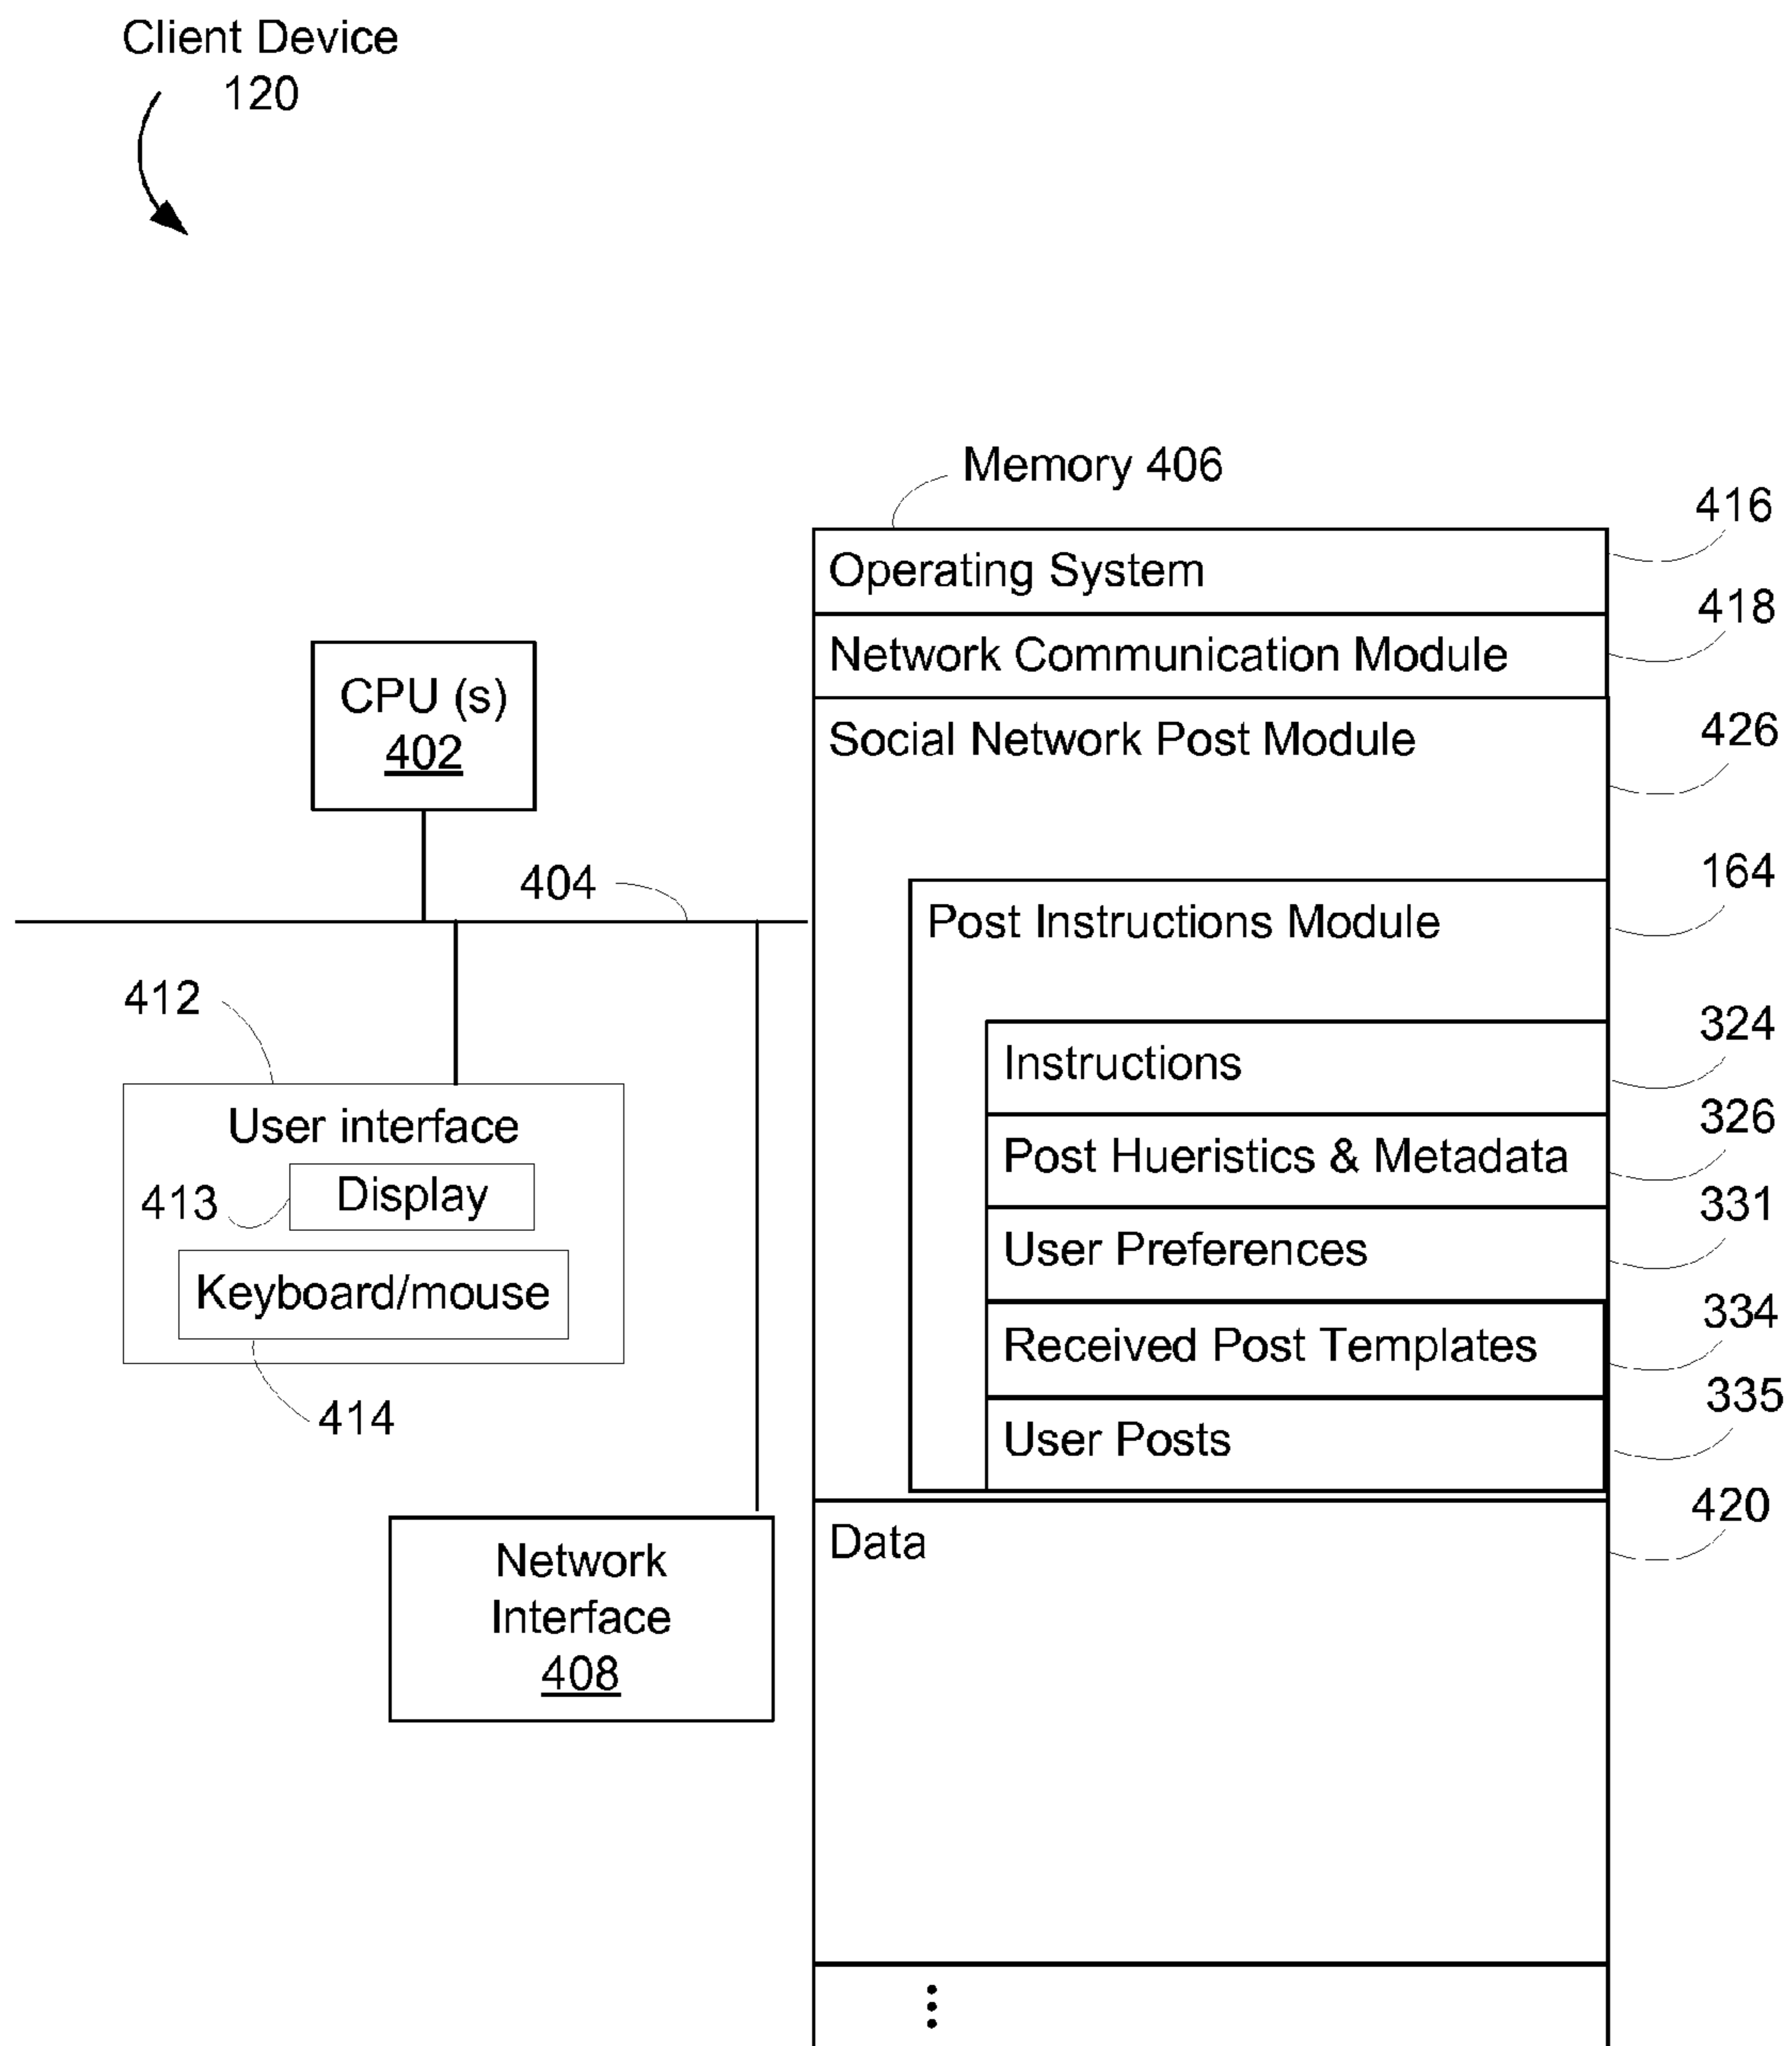 Client Device
120
Memory 406
416
Operating System
418
Network Communication Module
CPU (s)
402
Social Network Post Module
426
404
164
Post Instructions Module
412
324
Instructions
User interface
326
Post Hueristics & Metadata
413
Display
331
User Preferences
Keyboard/mouse
334
Received Post Templates
414
335
User Posts
420
Data
Network
Interface
408